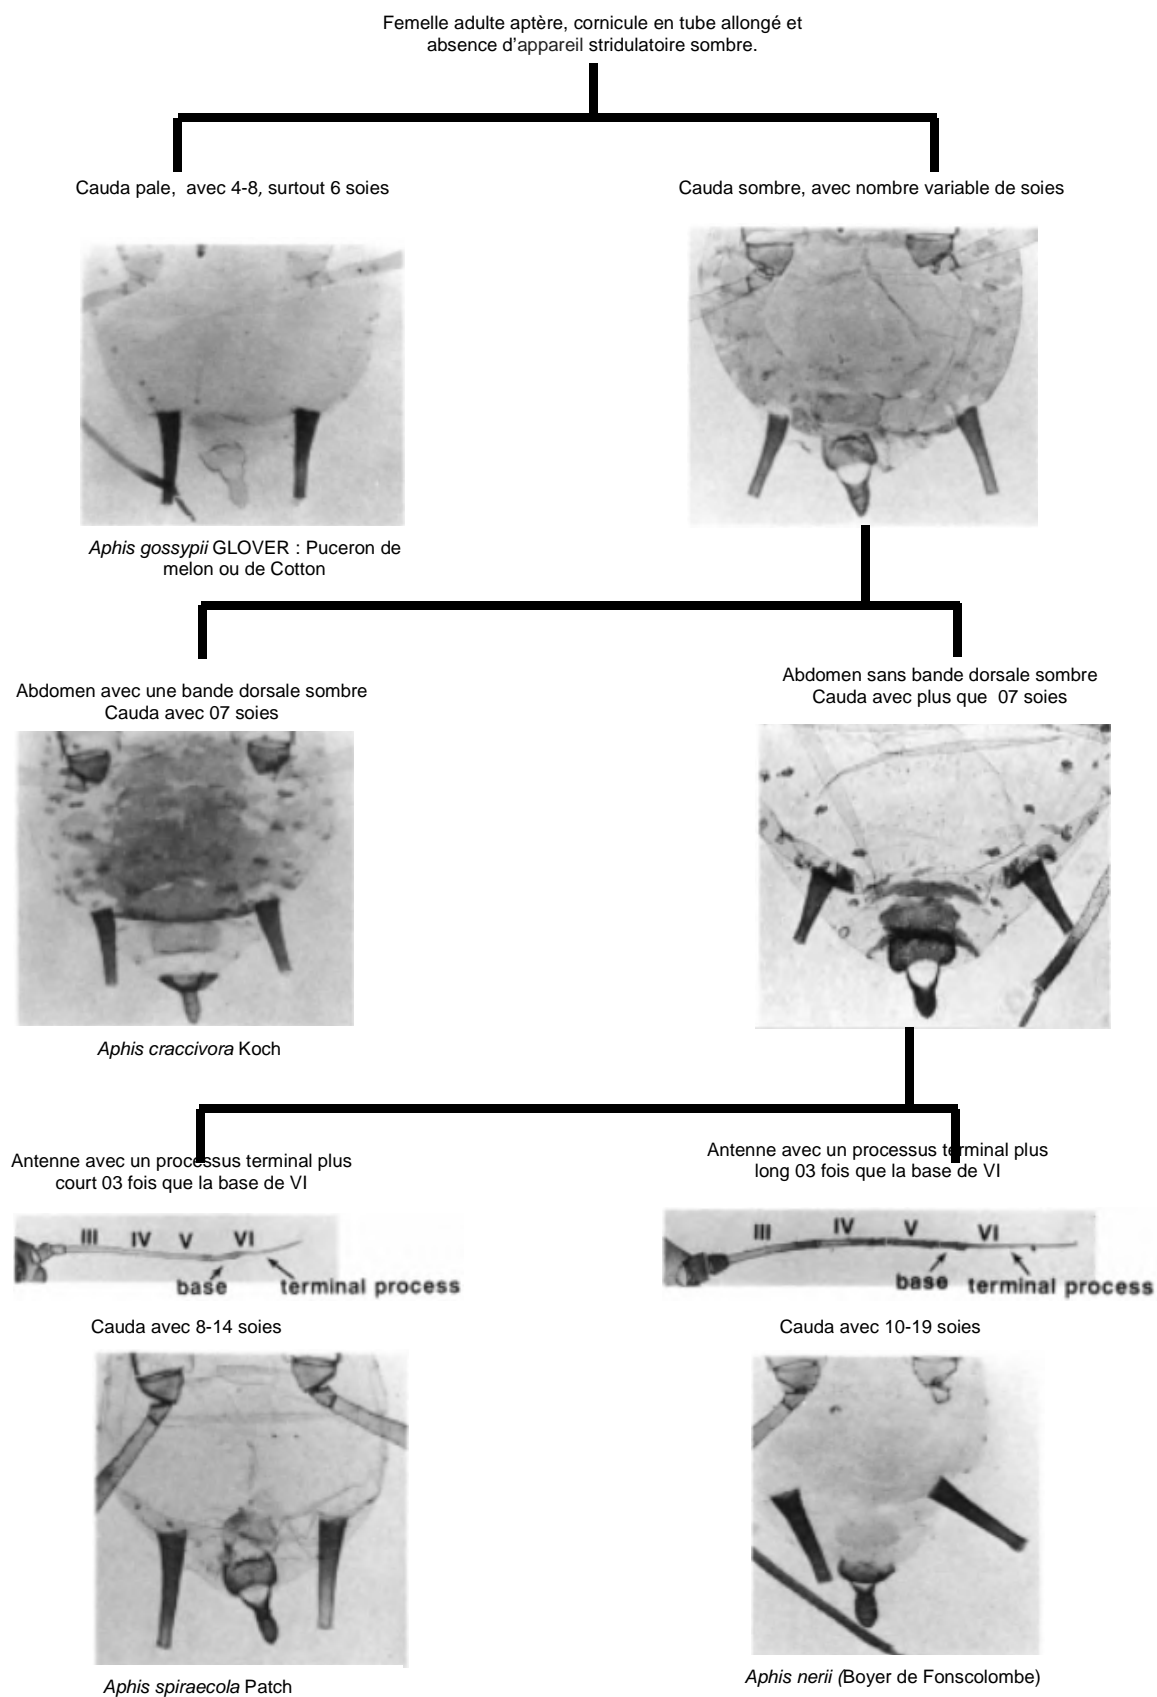 Femelle adulte aptère, cornicule en tube allongé et
absence d'appareil stridulatoire sombre.
Cauda pale,  avec 4-8, surtout 6 soies
Cauda sombre, avec nombre variable de soies
Aphis gossypii GLOVER : Puceron de
melon ou de Cotton
Abdomen avec une bande dorsale sombre
Cauda avec 07 soies
Abdomen sans bande dorsale sombre
Cauda avec plus que  07 soies
Aphis craccivora Koch
Antenne avec un processus terminal plus
court 03 fois que la base de VI
Antenne avec un processus terminal plus
long 03 fois que la base de VI
III IV V VI
base terminal process
III IV V VI
base terminal process
Cauda avec 8-14 soies
Cauda avec 10-19 soies
Aphis spiraecola Patch
Aphis nerii (Boyer de Fonscolombe)